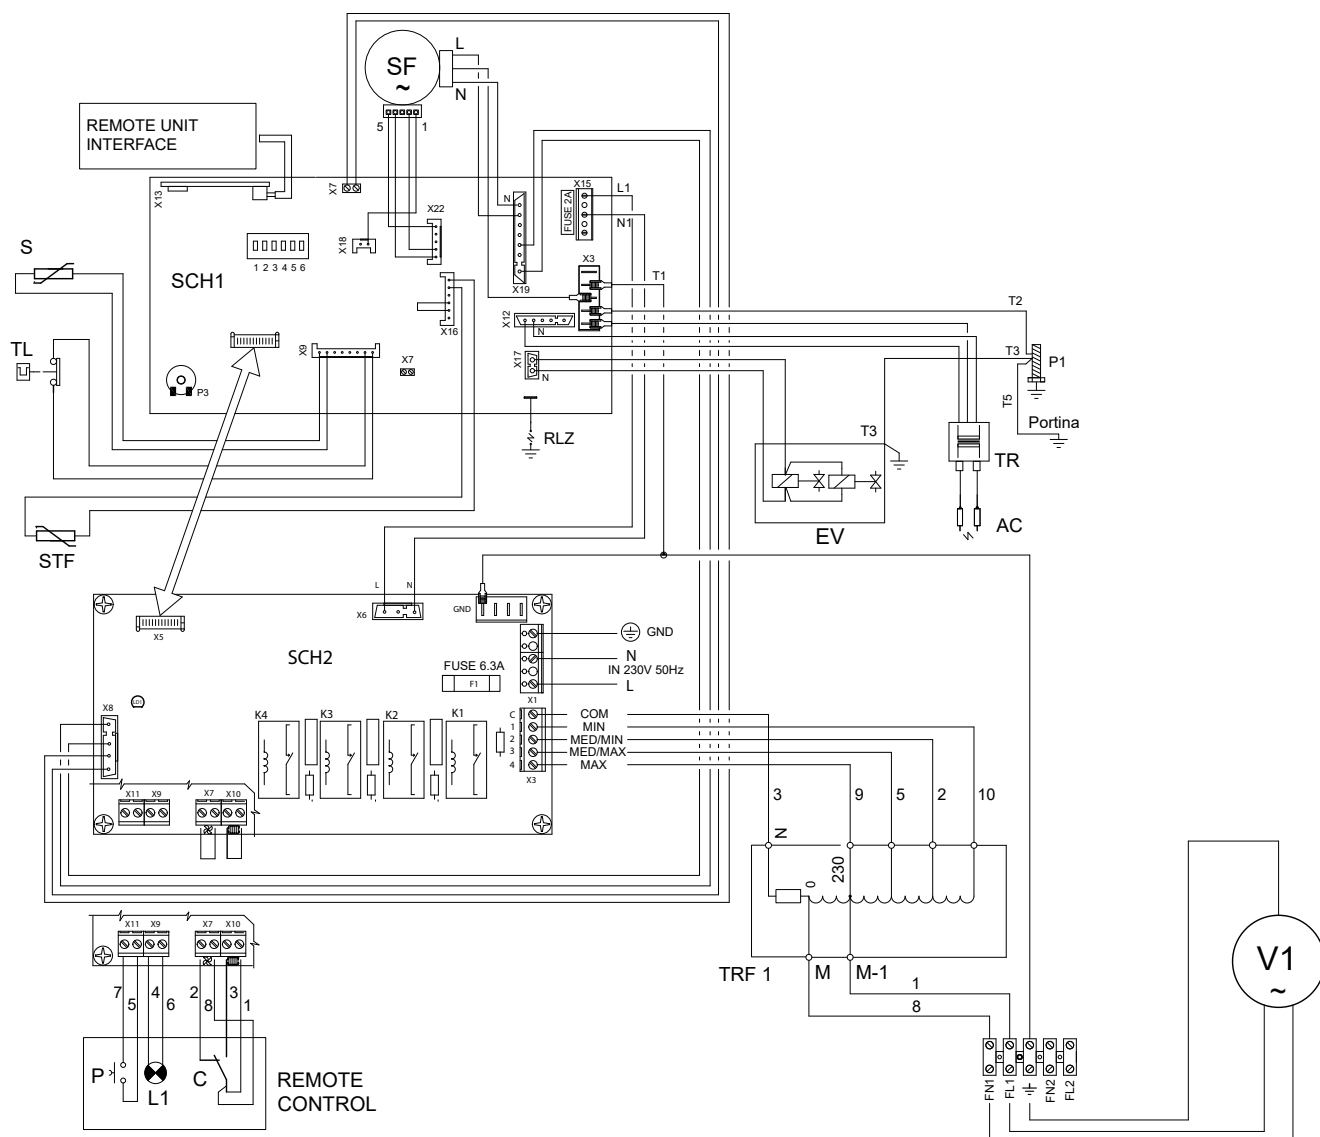 L
SF
~
N
5
1
REMOTE UNIT
INTERFACE
X13
X7
N
X15
L1
FUSE 2A
N1
X22
X18
1 2 3 4 5 6
S
SCH1
X3
T1
X19
T2
X16
X12
N
TL
X9
X7
X17
N
T3
P1
P3
T5
Portina
RLZ
T3
TR
EV
AC
STF
L
N
X6
GND
X5
SCH2
GND
N
IN 230V 50Hz
L
FUSE 6.3A
F1
X1
LD1
X8
K4
K3
K2
K1
C
COM
1
MIN
2
MED/MIN
3
MED/MAX
4
MAX
X3
X11
X9
X7
X10
3
9
5
2
10
N
0
230
X11
X9
X7
X10
TRF 1
M
M-1
V1
~
7
5
4
6
2
8
3
1
1
8
P
L1
C
REMOTE
CONTROL
FN1
FL1
FN2
FL2